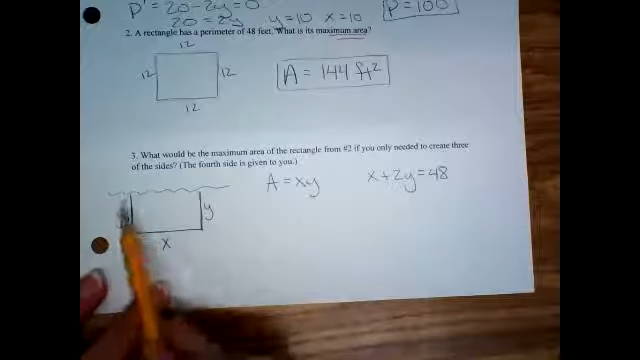 P' = 20 - 2y = 0
20 = 2y y = 10 x = 10
P = 100
2. A rectangle has a perimeter of 48 feet. What is its maximum area?
12
12 12
12
A = 144 ft²
3. What would be the maximum area of the rectangle from #2 if you only needed to create three
of the sides? (The fourth side is given to you.)
A = xy x + 2y = 48
y
x